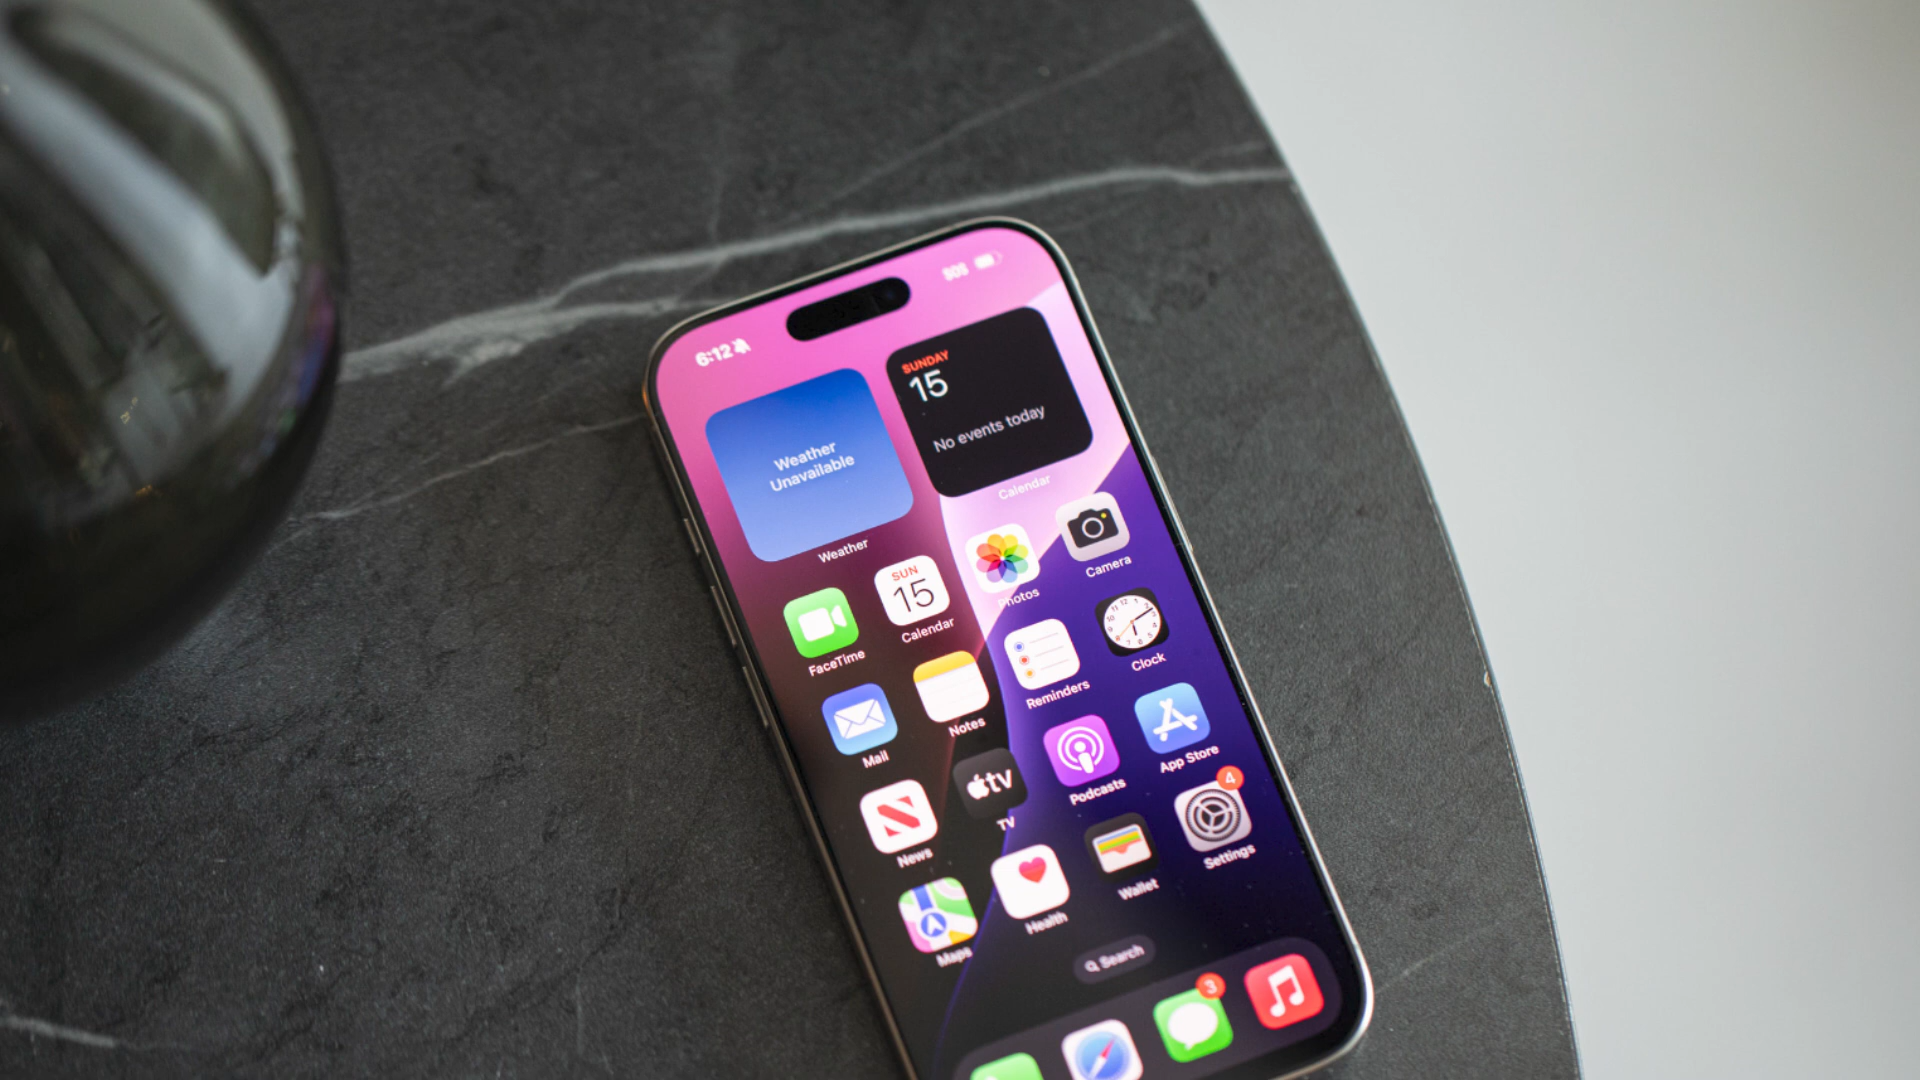 6:12
SOS
Weather
Unavailable
Weather
SUNDAY
15
No events today
Calendar
FaceTime
SUN
15
Calendar
Photos
Camera
Mail
Notes
Reminders
Clock
News
tv
TV
Podcasts
App Store
Maps
Health
Wallet
4
Settings
Search
3